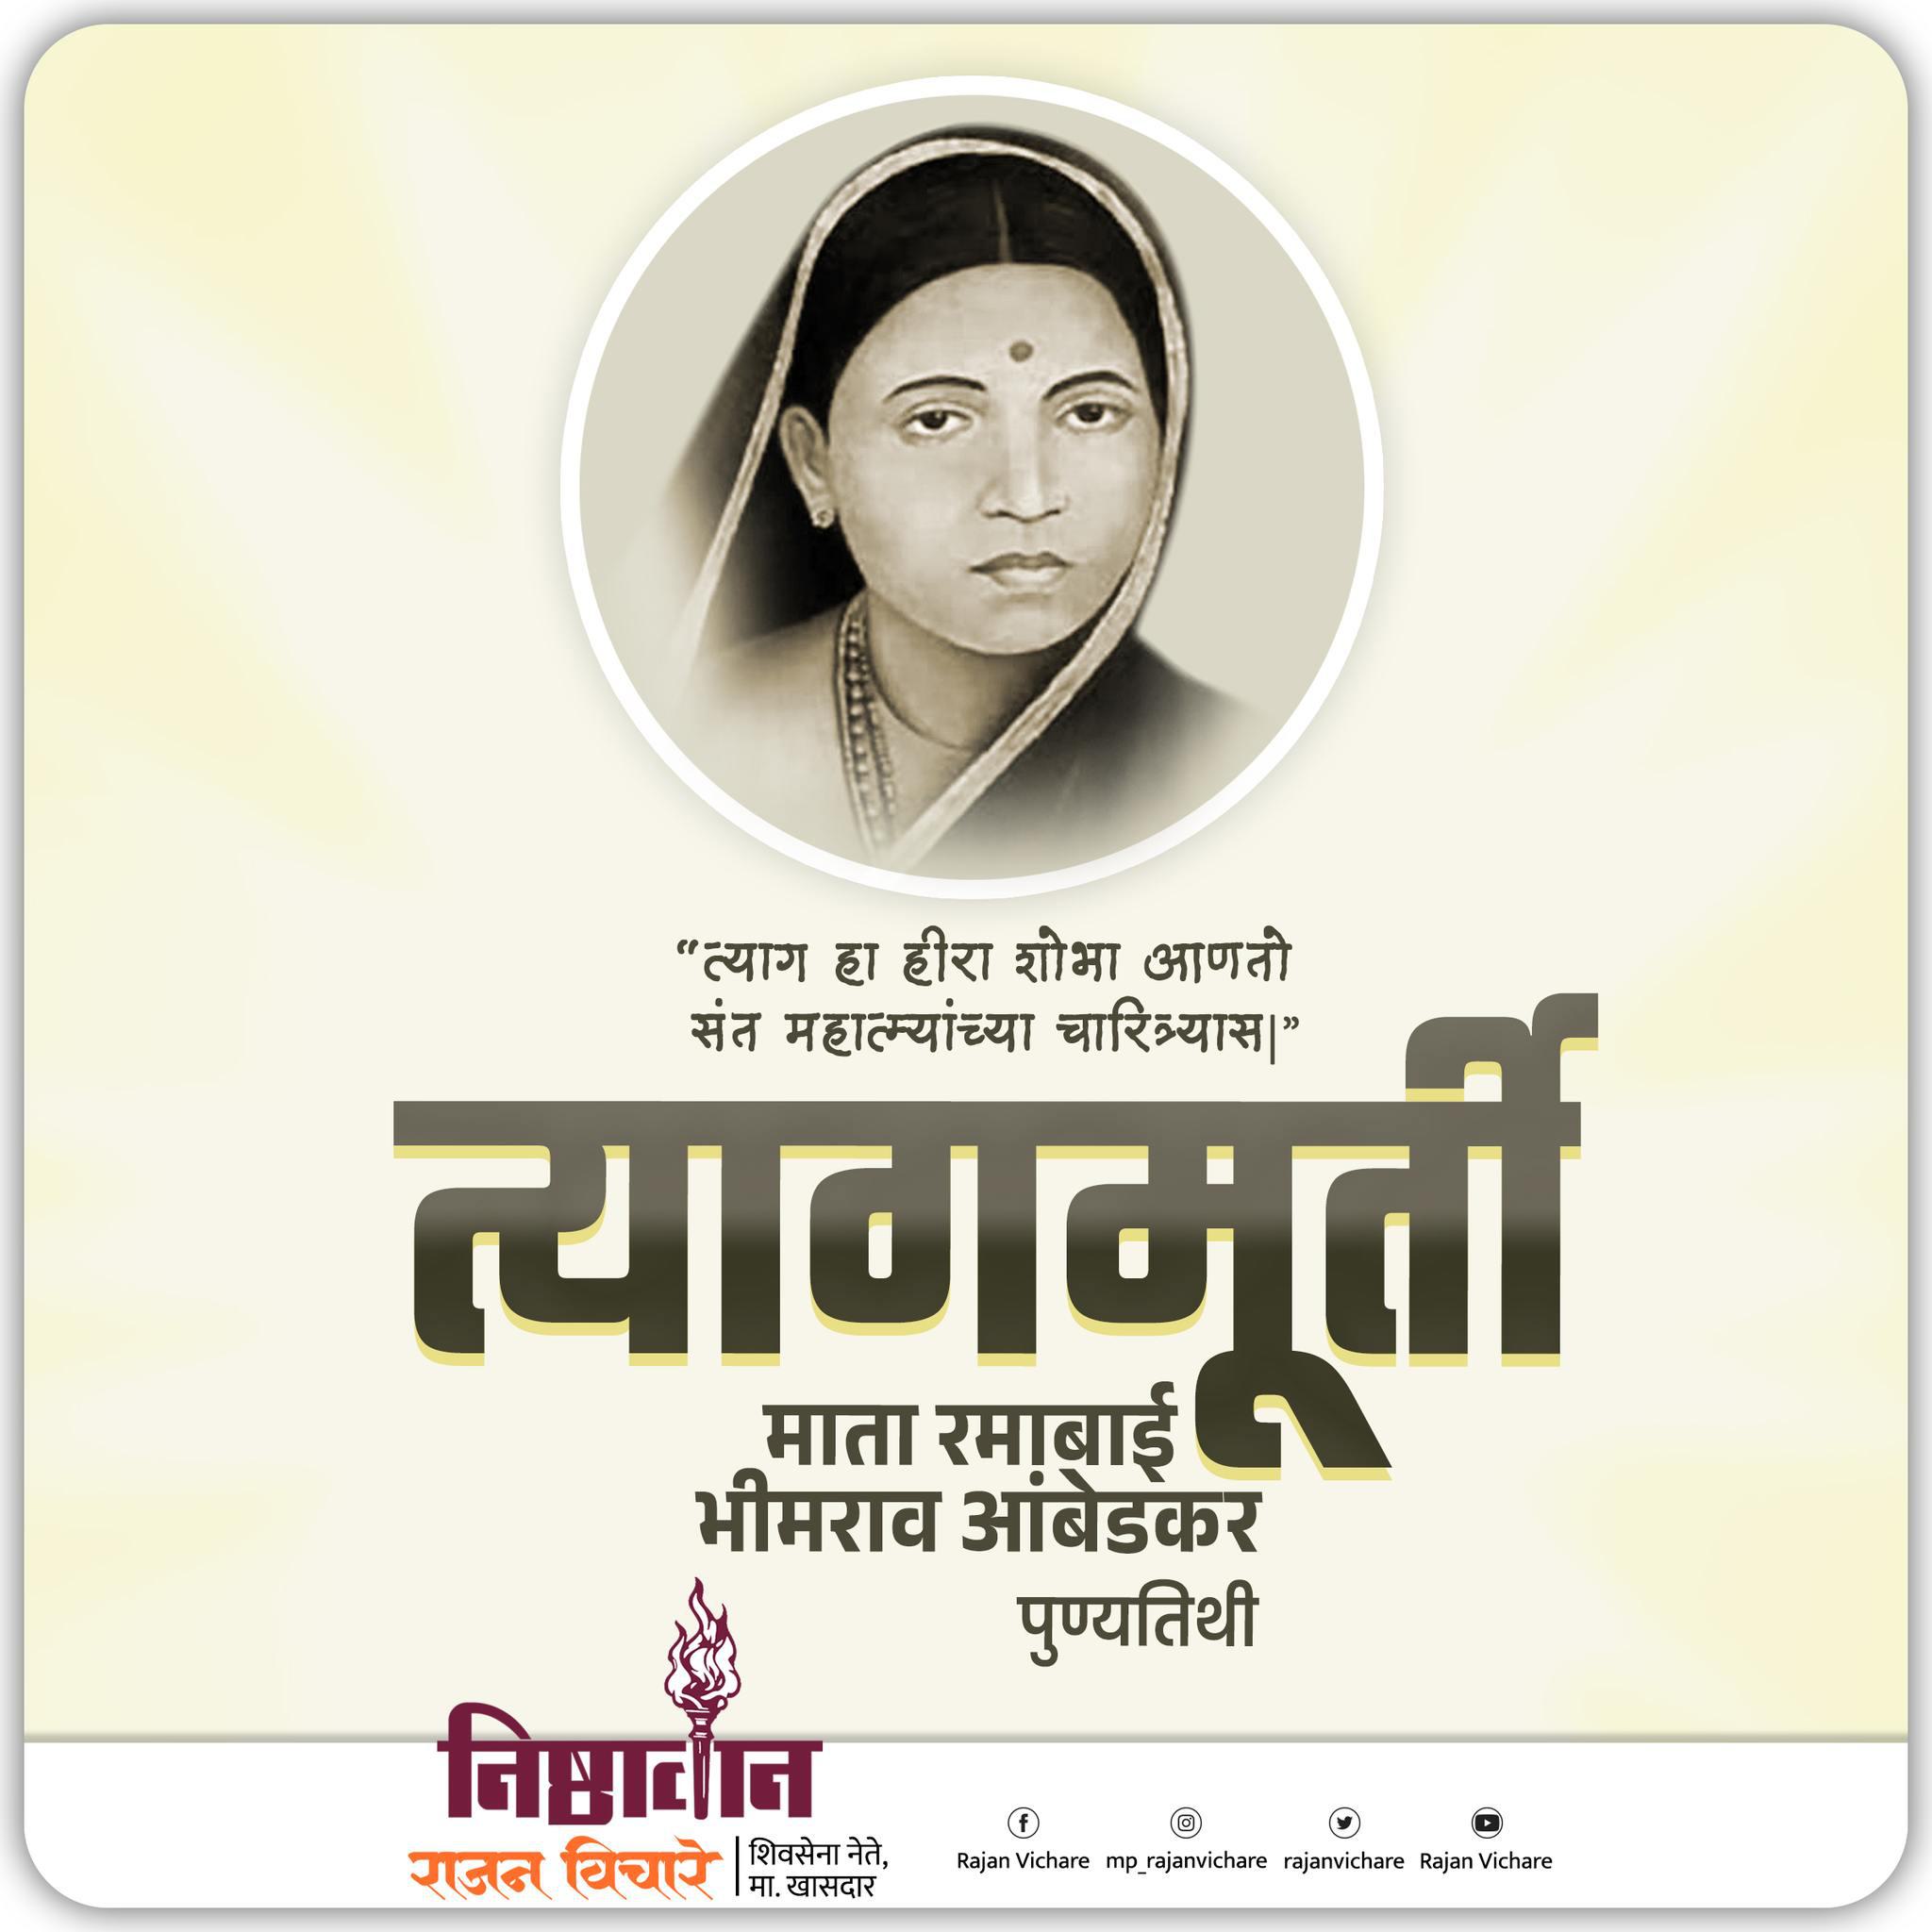 “त्याग हा हीरा शोभा आणतो
संत महात्म्यांच्या चारित्र्यास|”
त्यागमूर्ती
माता रमाबाई
भीमराव आंबेडकर
पुण्यतिथी
निष्ठावान
राजन विचारे
शिवसेना नेते,
मा. खासदार
Rajan Vichare mp_rajanvichare rajanvichare Rajan Vichare